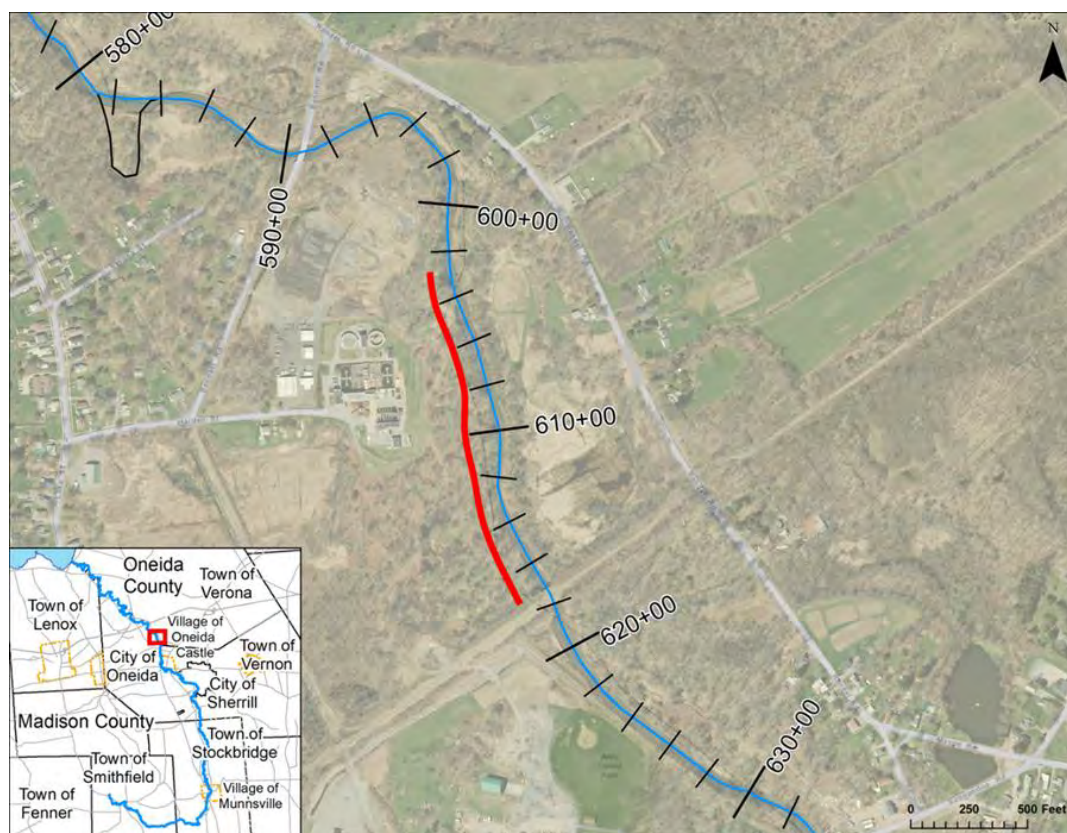 N
580+00
590+00
600+00
610+00
620+00
630+00
0 250 500 Feet
Oneida
County
Town of
Verona
Town of
Lenox
Village of
Oneida
Castle
City of
Oneida
Town of
Vernon
City of
Sherrill
Madison County
Town of
Stockbridge
Town of
Smithfield
Village of
Munnsville
Town of
Fenner